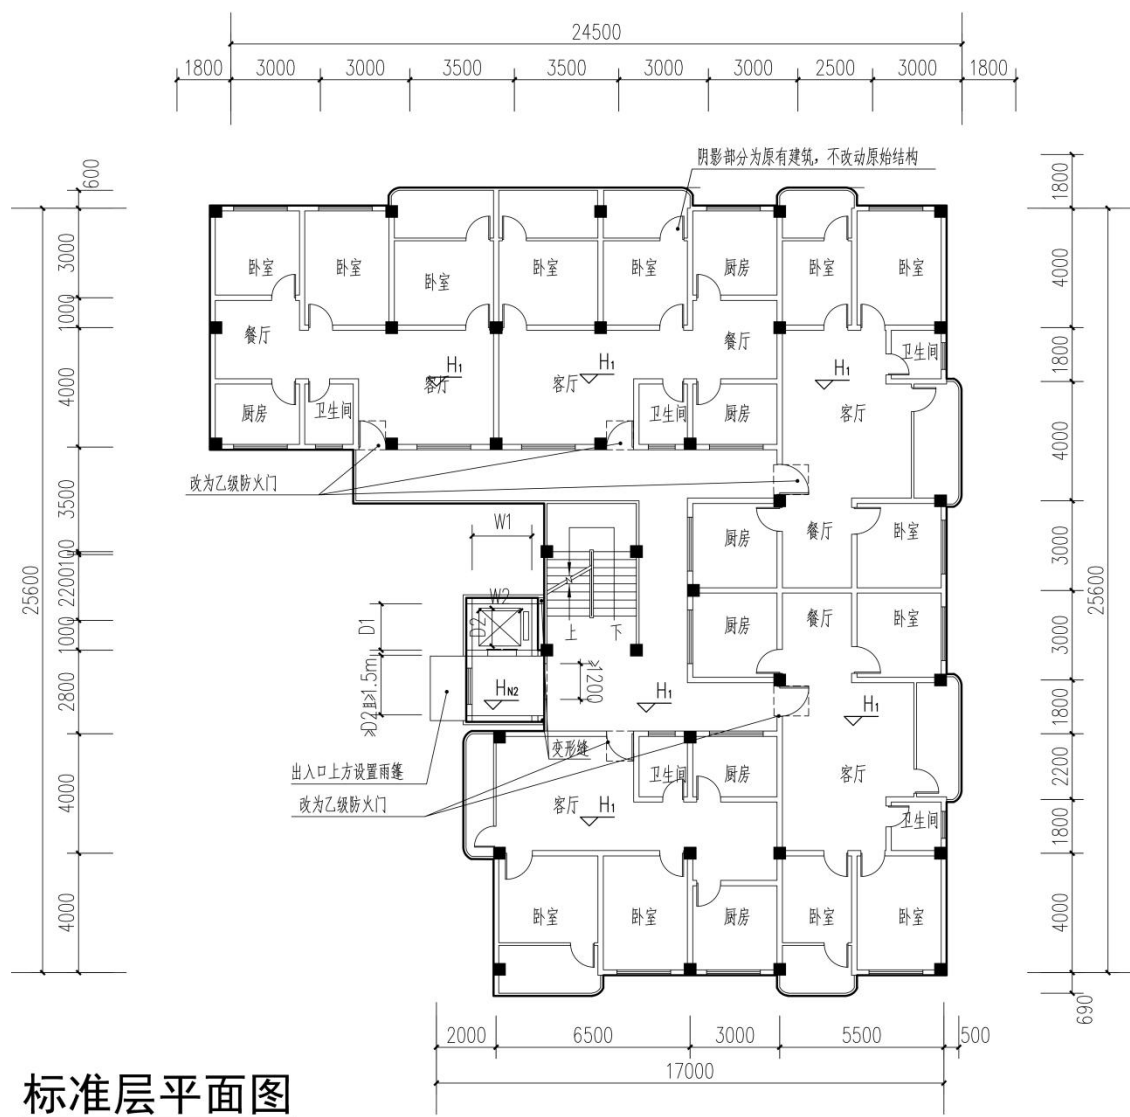 24500
1800 3000 3000 3500 3500 3000 3000 2500 3000 1800
阴影部分为原有建筑，不改动原始结构
600
1800
卧室 卧室 卧室 卧室 卧室 厨房 卧室 卧室
3000
4000
1000
餐厅 餐厅
卫生间
1800
H1 H1 H1
客厅 客厅 客厅
4000
厨房 卫生间 卫生间 厨房
4000
改为乙级防火门
3500
W1
厨房 餐厅 卧室
3000
100
2200
25600
25600
W2
D1
D2
上 下
厨房 餐厅 卧室
3000
1000
≥D2且≥1.5m
≥1200
2800
HN2
H1
H1
1800
变形缝
出入口上方设置雨篷
卫生间 厨房 客厅
2200
改为乙级防火门
客厅
H1
4000
卫生间
1800
卧室 卧室 厨房 卧室 卧室
4000
4000
690
2000 6500 3000 5500 500
17000
标准层平面图